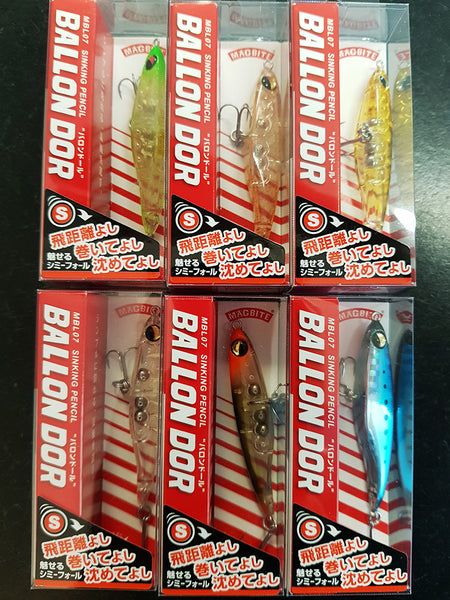 MBL07 SINKING PENCIL
BALLON DOR
"バロンドール"
MAGBITE
S
飛距離よし
巻いてよし
魅せる
シミーフォール
沈めてよし
MBL07 SINKING PENCIL
BALLON DOR
"バロンドール"
MAGBITE
S
飛距離よし
巻いてよし
魅せる
シミーフォール
沈めてよし
MBL07 SINKING PENCIL
BALLON DOR
"バロンドール"
MAGBITE
S
飛距離よし
巻いてよし
魅せる
シミーフォール
沈めてよし
MBL07 SINKING PENCIL
BALLON DOR
"バロンドール"
MAGBITE
S
飛距離よし
巻いてよし
魅せる
シミーフォール
沈めてよし
MBL07 SINKING PENCIL
BALLON DOR
"バロンドール"
MAGBITE
S
飛距離よし
巻いてよし
魅せる
シミーフォール
沈めてよし
MBL07 SINKING PENCIL
BALLON DOR
"バロンドール"
MAGBITE
S
飛距離よし
巻いてよし
魅せる
シミーフォール
沈めてよし